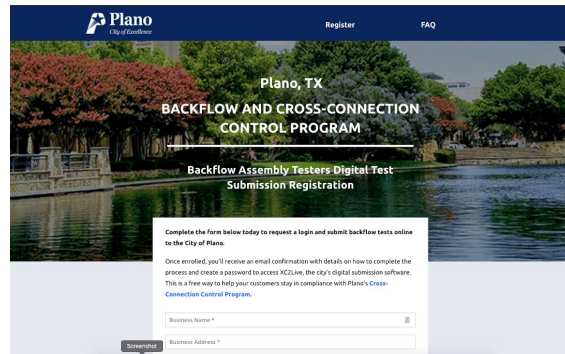 Plano
City of Excellence
Register
FAQ
Plano, TX
BACKFLOW AND CROSS-CONNECTION
CONTROL PROGRAM
Backflow Assembly Testers Digital Test
Submission Registration
Complete the form below today to request a login and submit backflow tests online
to the City of Plano.
Once enrolled, you'll receive an email confirmation with details on how to complete the
process and create a password to access XC2Live, the city's digital submission software.
This is a free way to help your customers stay in compliance with Plano's Cross-
Connection Control Program.
Business Name *
Business Address *
Screenshot